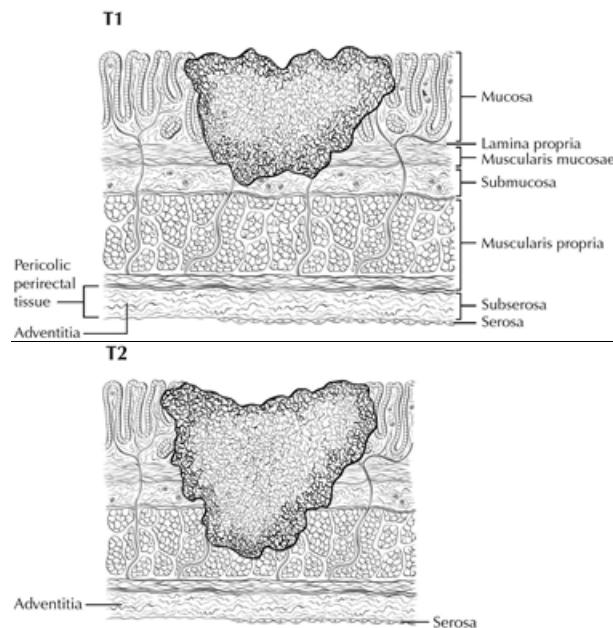 T1
Mucosa
Lamina propria
Muscularis mucosae
Submucosa
Muscularis propria
Pericolic
perirectal
tissue
Subserosa
Serosa
Adventitia
T2
Adventitia
Serosa